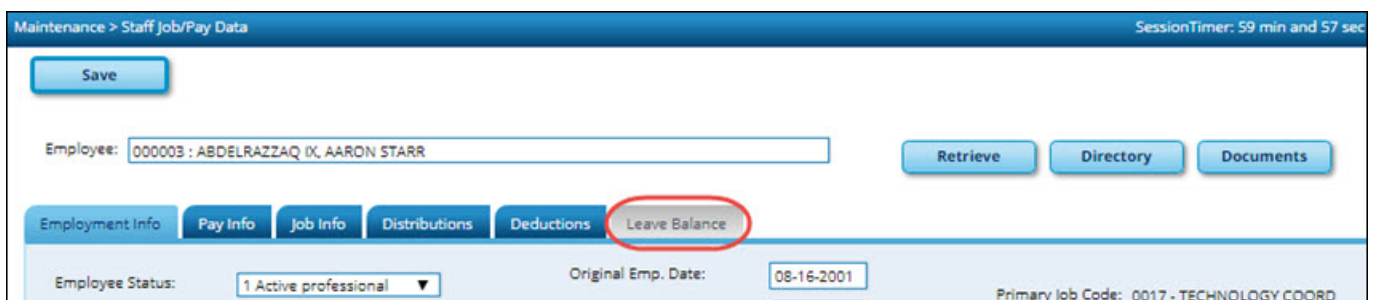 Maintenance > Staff Job/Pay Data SessionTimer: 59 min and 57 sec
Save
Employee: 000003 : ABDELRAZZAQ IX, AARON STARR Retrieve Directory Documents
Employment Info Pay Info Job Info Distributions Deductions Leave Balance
Employee Status: 1 Active professional Original Emp. Date: 08-16-2001 Primary Job Code: 0017 - TECHNOLOGY COORD